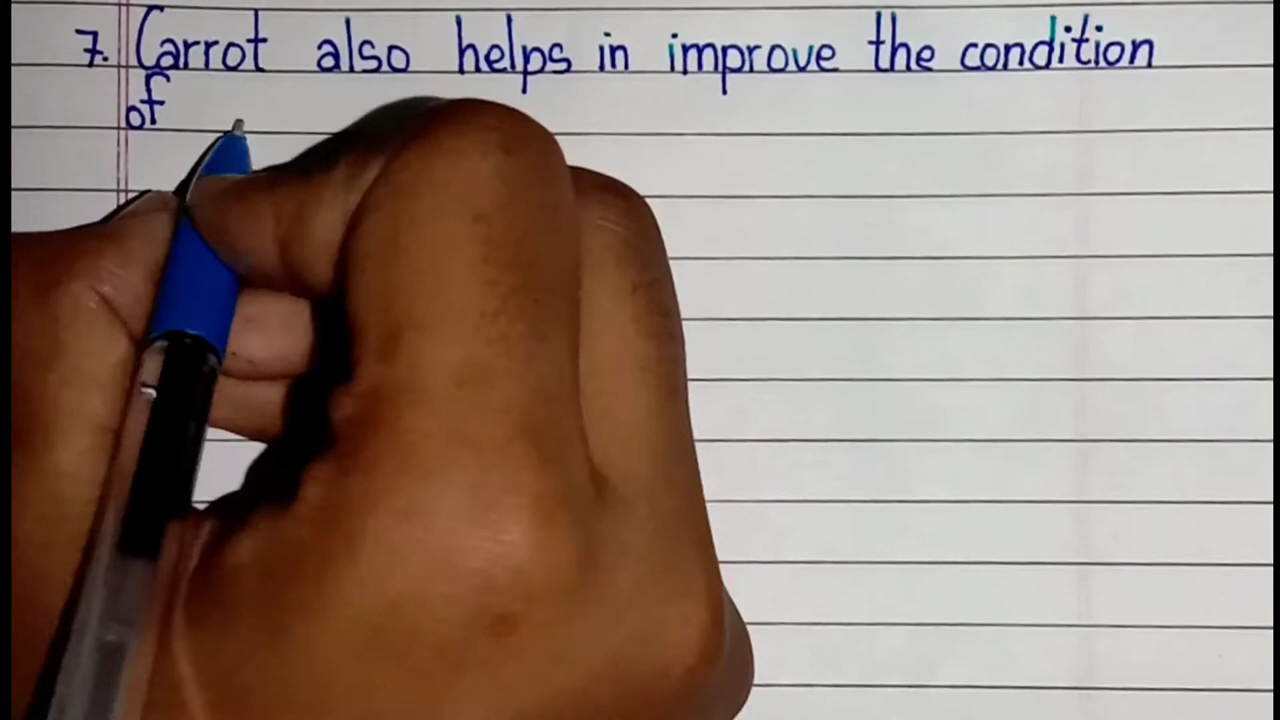 7. Carrot also helps in improve the condition
of